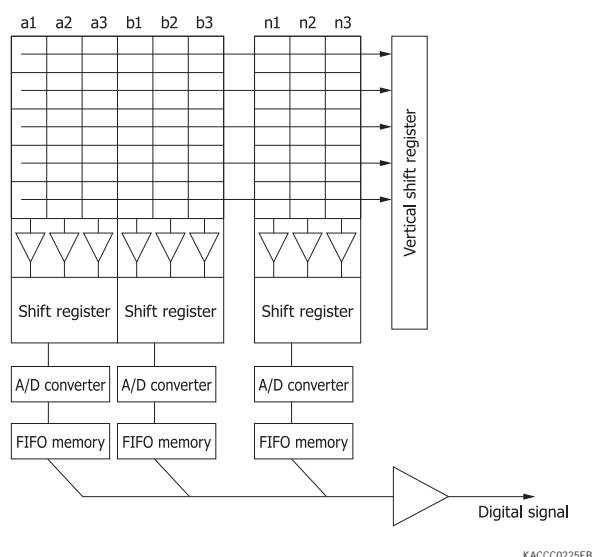 a1 a2 a3 b1 b2 b3 n1 n2 n3
Vertical shift register
Shift register Shift register Shift register
A/D converter A/D converter A/D converter
FIFO memory FIFO memory FIFO memory
Digital signal
KACCC0225EB